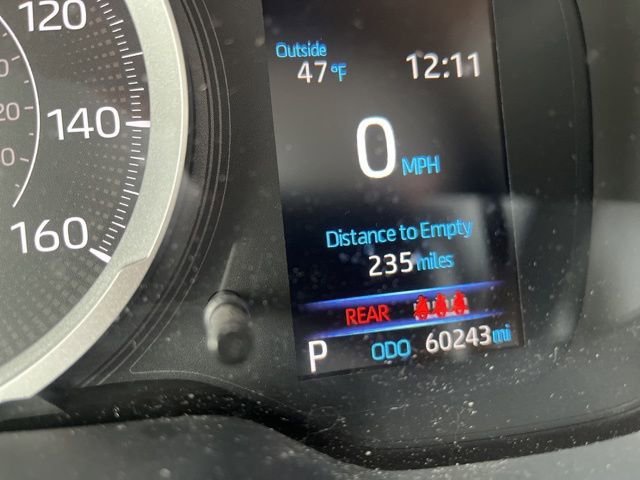 120
140
160
Outside
47 °F
12:11
0 MPH
Distance to Empty
235 miles
REAR
P ODO 60243 mi